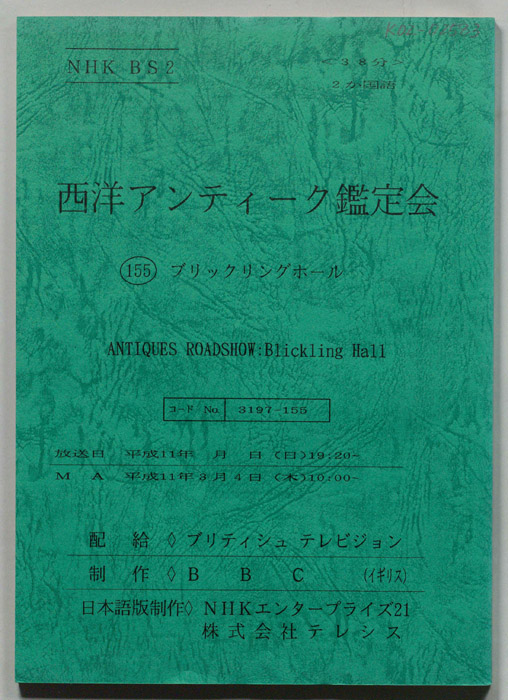 NHK BS2
<38分>
2か国語
西洋アンティーク鑑定会
155 ブリックリングホール
ANTIQUES ROADSHOW:Blickling Hall
コード No. 3197-155
放送日 平成11年 月 日(日)19:20~
M A 平成11年3月4日(木)10:00~
配 給◇ブリティシュ テレビジョン
制 作◇B B C (イギリス)
日本語版制作◇NHKエンタープライズ21
株式会社テレシス